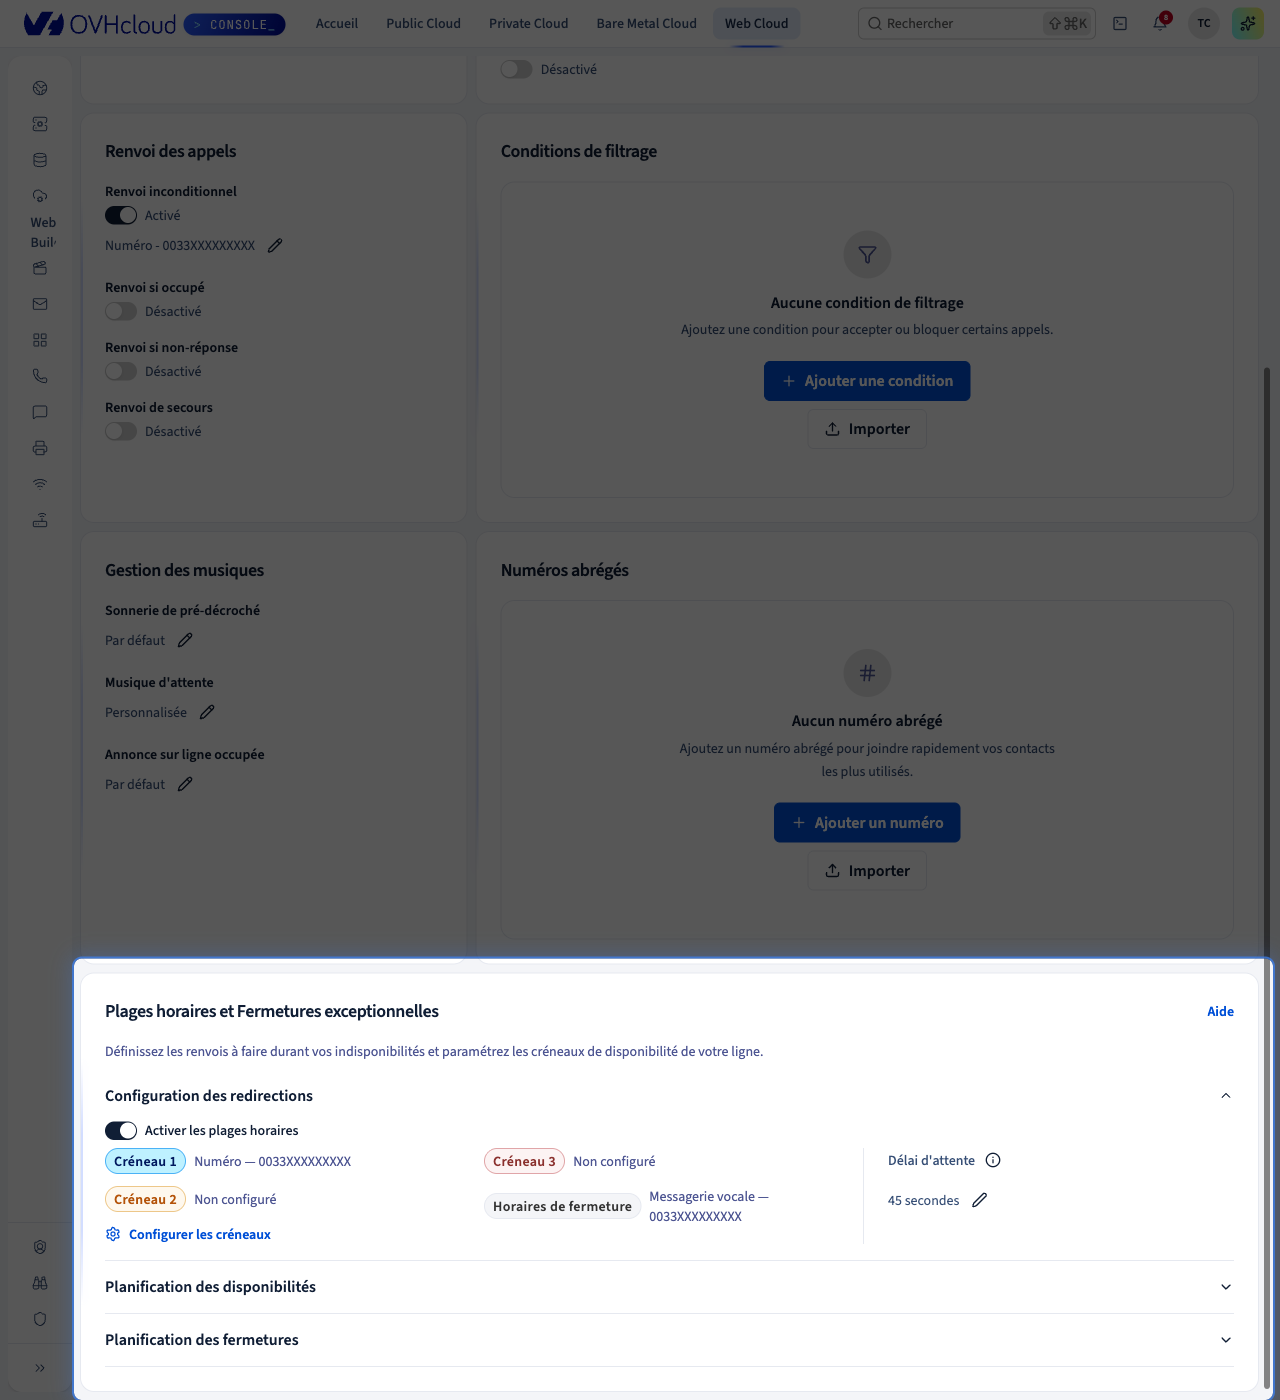 OVHcloud > CONSOLE_ Accueil Public Cloud Private Cloud Bare Metal Cloud Web Cloud Rechercher ⇧⌘K 8 TC
Désactivé
Renvoi des appels
Renvoi inconditionnel
Activé
Numéro - 0033XXXXXXXXX
Renvoi si occupé
Désactivé
Renvoi si non-réponse
Désactivé
Renvoi de secours
Désactivé
Conditions de filtrage
Aucune condition de filtrage
Ajoutez une condition pour accepter ou bloquer certains appels.
+ Ajouter une condition
Importer
Web
Buil
Gestion des musiques
Sonnerie de pré-décroché
Par défaut
Musique d'attente
Personnalisée
Annonce sur ligne occupée
Par défaut
Numéros abrégés
#
Aucun numéro abrégé
Ajoutez un numéro abrégé pour joindre rapidement vos contacts
les plus utilisés.
+ Ajouter un numéro
Importer
Plages horaires et Fermetures exceptionnelles Aide
Définissez les renvois à faire durant vos indisponibilités et paramétrez les créneaux de disponibilité de votre ligne.
Configuration des redirections
Activer les plages horaires
Créneau 1 Numéro — 0033XXXXXXXXX
Créneau 2 Non configuré
Configurer les créneaux
Créneau 3 Non configuré
Horaires de fermeture Messagerie vocale —
0033XXXXXXXXX
Délai d'attente
45 secondes
Planification des disponibilités
Planification des fermetures